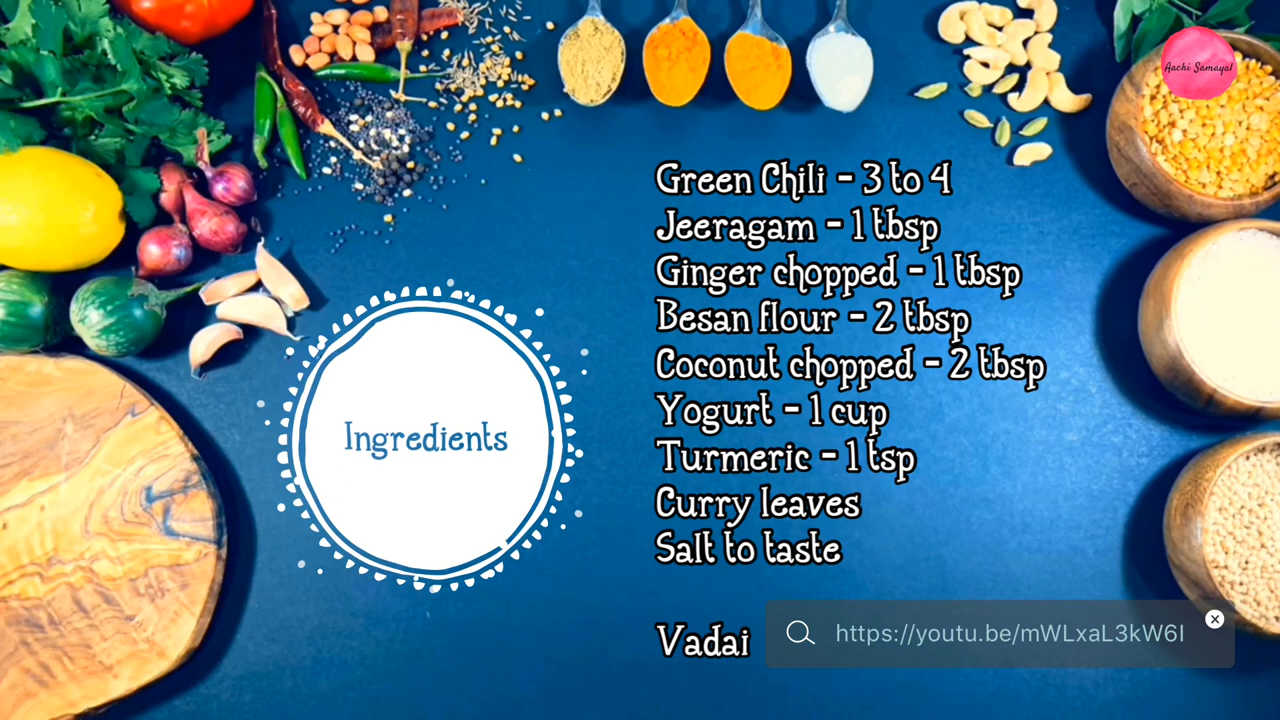 Aachi Samayal
Green Chili - 3 to 4
Jeeragam - 1 tbsp
Ginger chopped - 1 tbsp
Besan flour - 2 tbsp
Coconut chopped - 2 tbsp
Yogurt - 1 cup
Turmeric - 1 tsp
Curry leaves
Salt to taste
Ingredients
Vadai
https://youtu.be/mWLxaL3kW6I